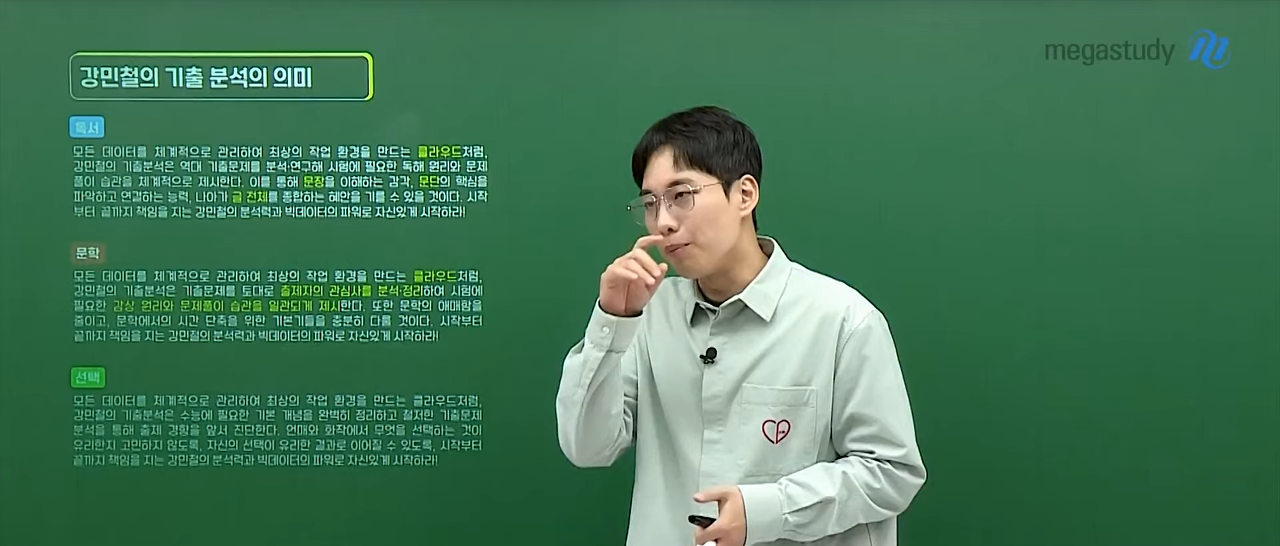 megastudy
강민철의 기출 분석의 의미
독서
모든 데이터를 체계적으로 관리하여 최상의 작업 환경을 만드는 클라우드처럼,
강민철의 기출분석은 역대 기출문제를 분석·연구해 시험에 필요한 독해 원리와 문제
풀이 습관을 체계적으로 제시한다. 이를 통해 문장을 이해하는 감각, 문단의 핵심을
파악하고 연결하는 능력, 나아가 글 전체를 종합하는 혜안을 기를 수 있을 것이다. 시작
부터 끝까지 책임을 지는 강민철의 분석력과 빅데이터의 파워로 자신있게 시작하라!
문학
모든 데이터를 체계적으로 관리하여 최상의 작업 환경을 만드는 클라우드처럼,
강민철의 기출분석은 기출문제를 토대로 출제자의 관심사를 분석·정리하여 시험에
필요한 감상 원리와 문제풀이 습관을 일관되게 제시한다. 또한 문학의 애매함을
줄이고, 문학에서의 시간 단축을 위한 기본기들을 충분히 다룰 것이다. 시작부터
끝까지 책임을 지는 강민철의 분석력과 빅데이터의 파워로 자신있게 시작하라!
선택
모든 데이터를 체계적으로 관리하여 최상의 작업 환경을 만드는 클라우드처럼,
강민철의 기출분석은 수능에 필요한 기본 개념을 완벽히 정리하고 철저한 기출문제
분석을 통해 출제 경향을 앞서 진단한다. 언매와 화작에서 무엇을 선택하는 것이
유리한지 고민하지 않도록, 자신의 선택이 유리한 결과로 이어질 수 있도록, 시작부터
끝까지 책임을 지는 강민철의 분석력과 빅데이터의 파워로 자신있게 시작하라!